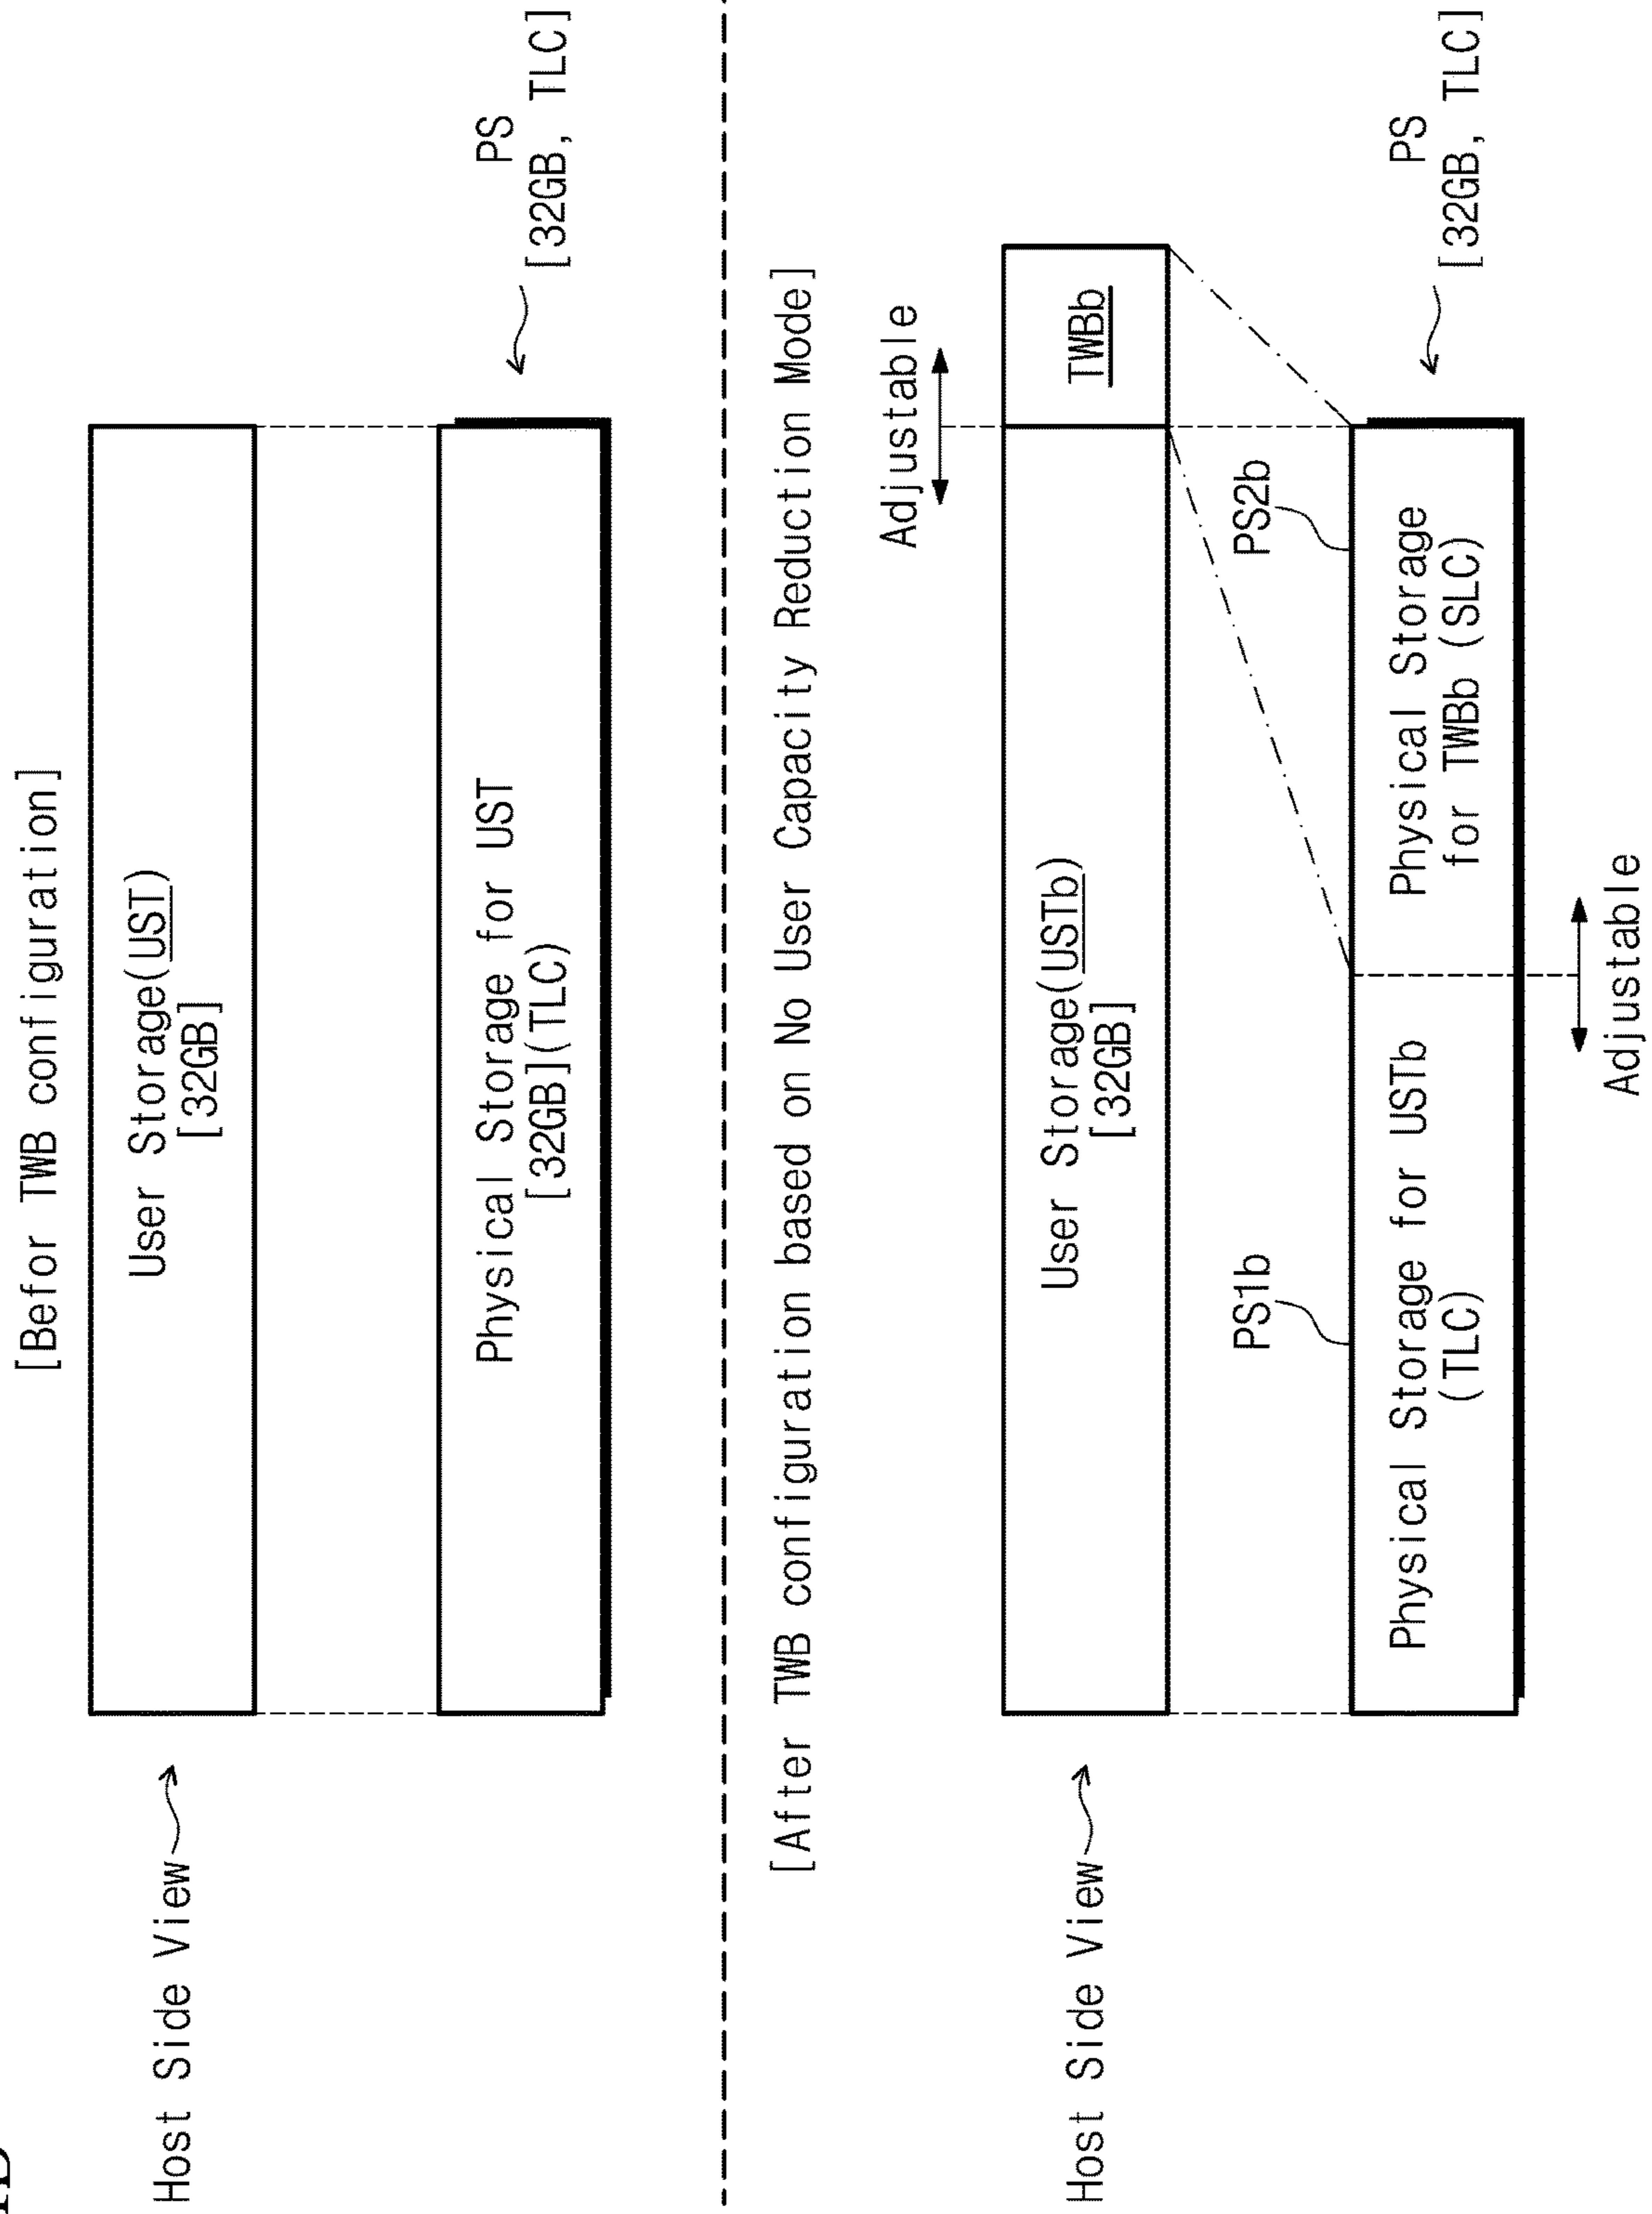 [Befor TWB configuration]
Host Side View
User Storage(UST)
[32GB]
Physical Storage for UST
[32GB](TLC)
PS
[32GB, TLC]
[After TWB configuration based on No User Capacity Reduction Mode]
Adjustable
Host Side View
User Storage(USTb)
[32GB]
TWBb
PS1b
PS2b
Physical Storage for USTb
(TLC)
Physical Storage
for TWBb (SLC)
PS
[32GB, TLC]
Adjustable